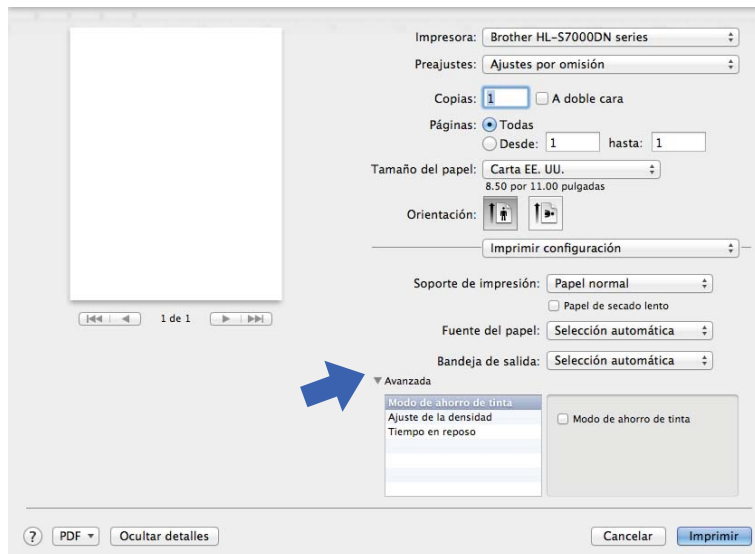 Impresora: Brother HL-S7000DN series
Preajustes: Ajustes por omisión
Copias: 1 A doble cara
Páginas: Todas
Desde: 1 hasta: 1
Tamaño del papel: Carta EE. UU.
8.50 por 11.00 pulgadas
Orientación:
Imprimir configuración
Soporte de impresión: Papel normal
Papel de secado lento
1 de 1
Fuente del papel: Selección automática
Bandeja de salida: Selección automática
Avanzada
Modo de ahorro de tinta
Ajuste de la densidad
Modo de ahorro de tinta
Tiempo en reposo
? PDF Ocultar detalles Cancelar Imprimir